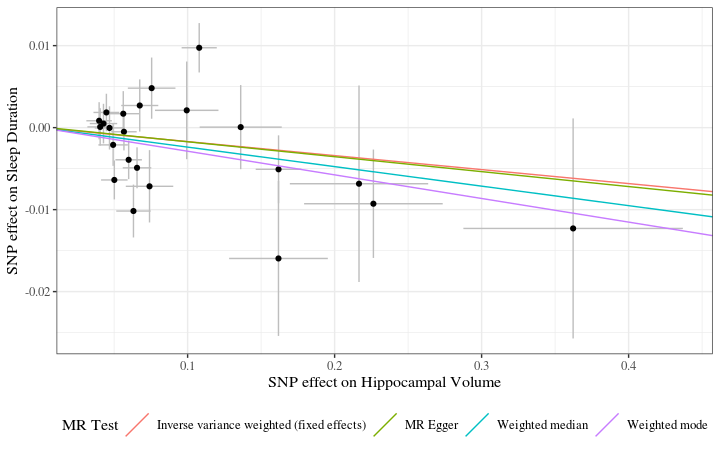 0.01
0.00
-0.01
-0.02
SNP effect on Sleep Duration
0.1 0.2 0.3 0.4
SNP effect on Hippocampal Volume
MR Test Inverse variance weighted (fixed effects) MR Egger Weighted median Weighted mode